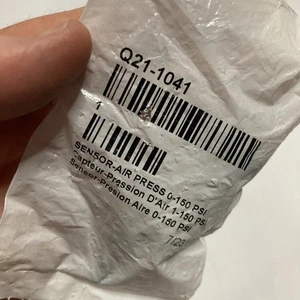 Q21-1041
1
SENSOR-AIR PRESS 0-150 PSI
Capteur-Pression D'Air 1-150 PSI
Sensor-Presion Aire 0-150 PSI